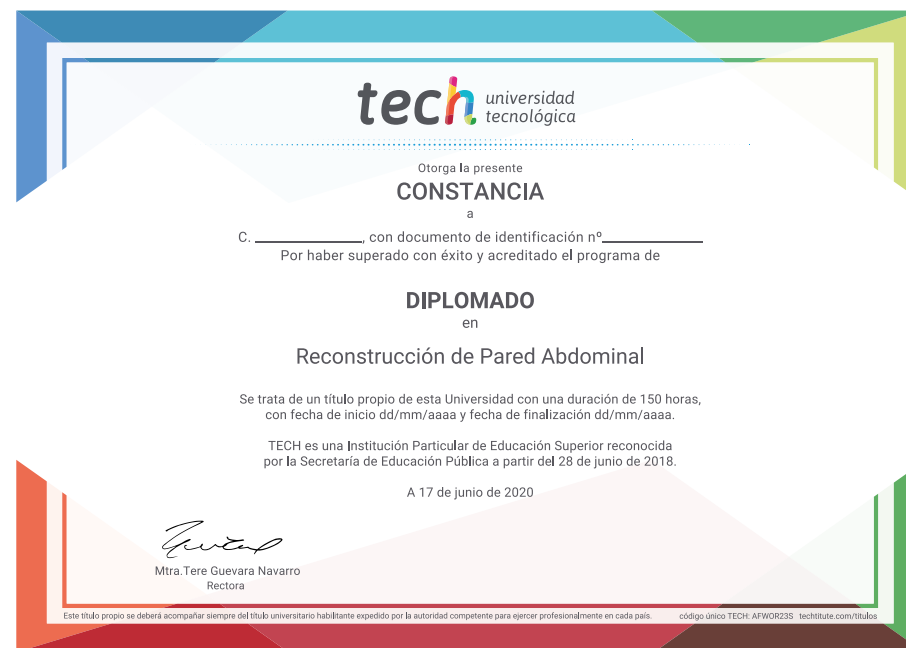 tech universidad
tecnológica
Otorga la presente
CONSTANCIA
a
C. ______________, con documento de identificación nº______________
Por haber superado con éxito y acreditado el programa de
DIPLOMADO
en
Reconstrucción de Pared Abdominal
Se trata de un título propio de esta Universidad con una duración de 150 horas,
con fecha de inicio dd/mm/aaaa y fecha de finalización dd/mm/aaaa.
TECH es una Institución Particular de Educación Superior reconocida
por la Secretaría de Educación Pública a partir del 28 de junio de 2018.
A 17 de junio de 2020
Mtra.Tere Guevara Navarro
Rectora
Este título propio se deberá acompañar siempre del título universitario habilitante expedido por la autoridad competente para ejercer profesionalmente en cada país. código único TECH: AFWOR23S techtitute.com/titulos